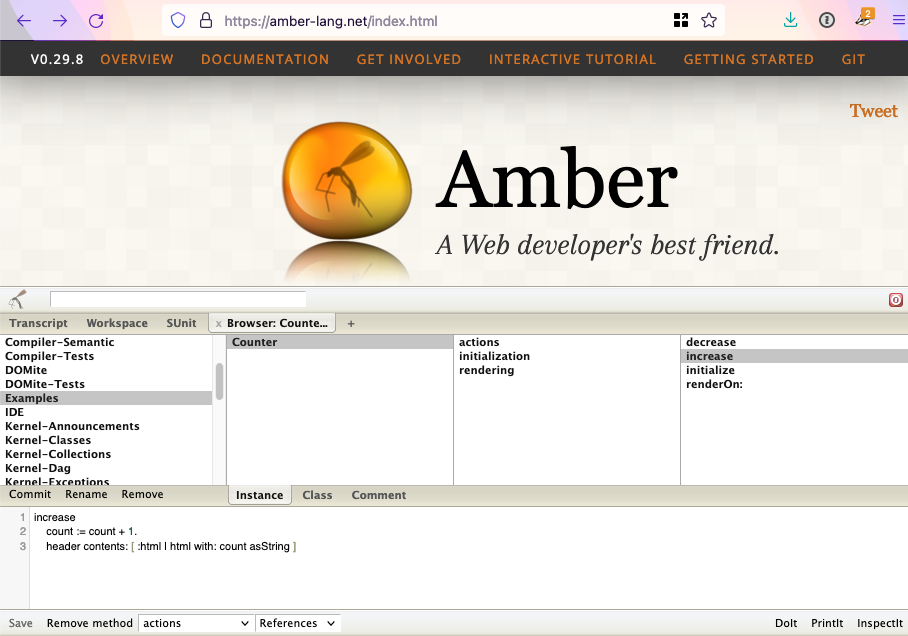 https://amber-lang.net/index.html
2
V0.29.8 OVERVIEW DOCUMENTATION GET INVOLVED INTERACTIVE TUTORIAL GETTING STARTED GIT
Tweet
Amber
A Web developer's best friend.
Transcript Workspace SUnit x Browser: Counte... +
Compiler-Semantic
Compiler-Tests
DOMite
DOMite-Tests
Examples
IDE
Kernel-Announcements
Kernel-Classes
Kernel-Collections
Kernel-Dag
Kernel-Exceptions
Counter
actions
initialization
rendering
decrease
increase
initialize
renderOn:
Commit Rename Remove Instance Class Comment
1 increase
2 count := count + 1.
3 header contents: [ :html | html with: count asString ]
Save Remove method actions References DoIt PrintIt InspectIt